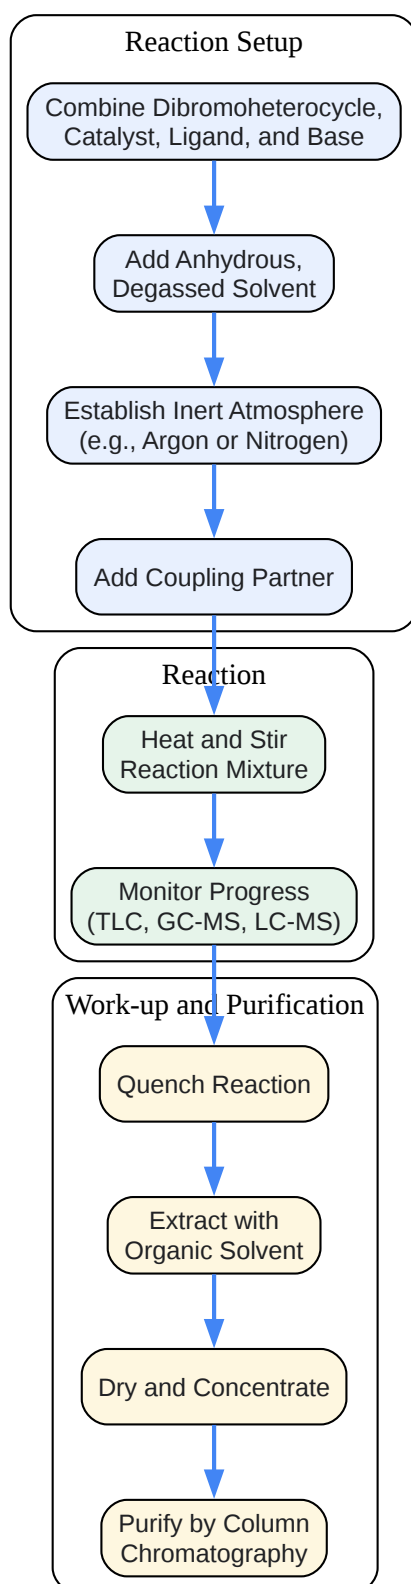 Reaction Setup
Combine Dibromoheterocycle,
Catalyst, Ligand, and Base
Add Anhydrous,
Degassed Solvent
Establish Inert Atmosphere
(e.g., Argon or Nitrogen)
Add Coupling Partner
Reaction
Heat and Stir
Reaction Mixture
Monitor Progress
(TLC, GC-MS, LC-MS)
Work-up and Purification
Quench Reaction
Extract with
Organic Solvent
Dry and Concentrate
Purify by Column
Chromatography